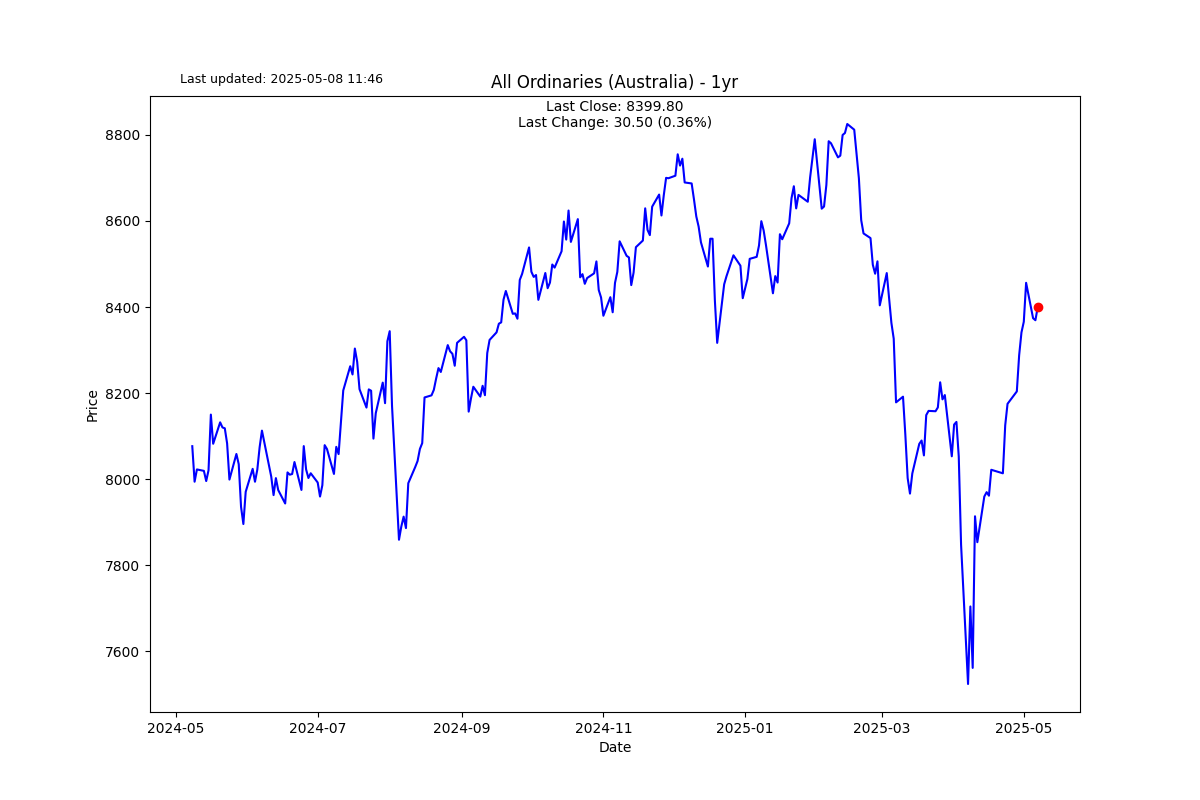 Last updated: 2025-05-08 11:46
All Ordinaries (Australia) - 1yr
Last Close: 8399.80
Last Change: 30.50 (0.36%)
8800
8600
8400
8200
8000
7800
7600
Price
2024-05
2024-07
2024-09
2024-11
2025-01
2025-03
2025-05
Date